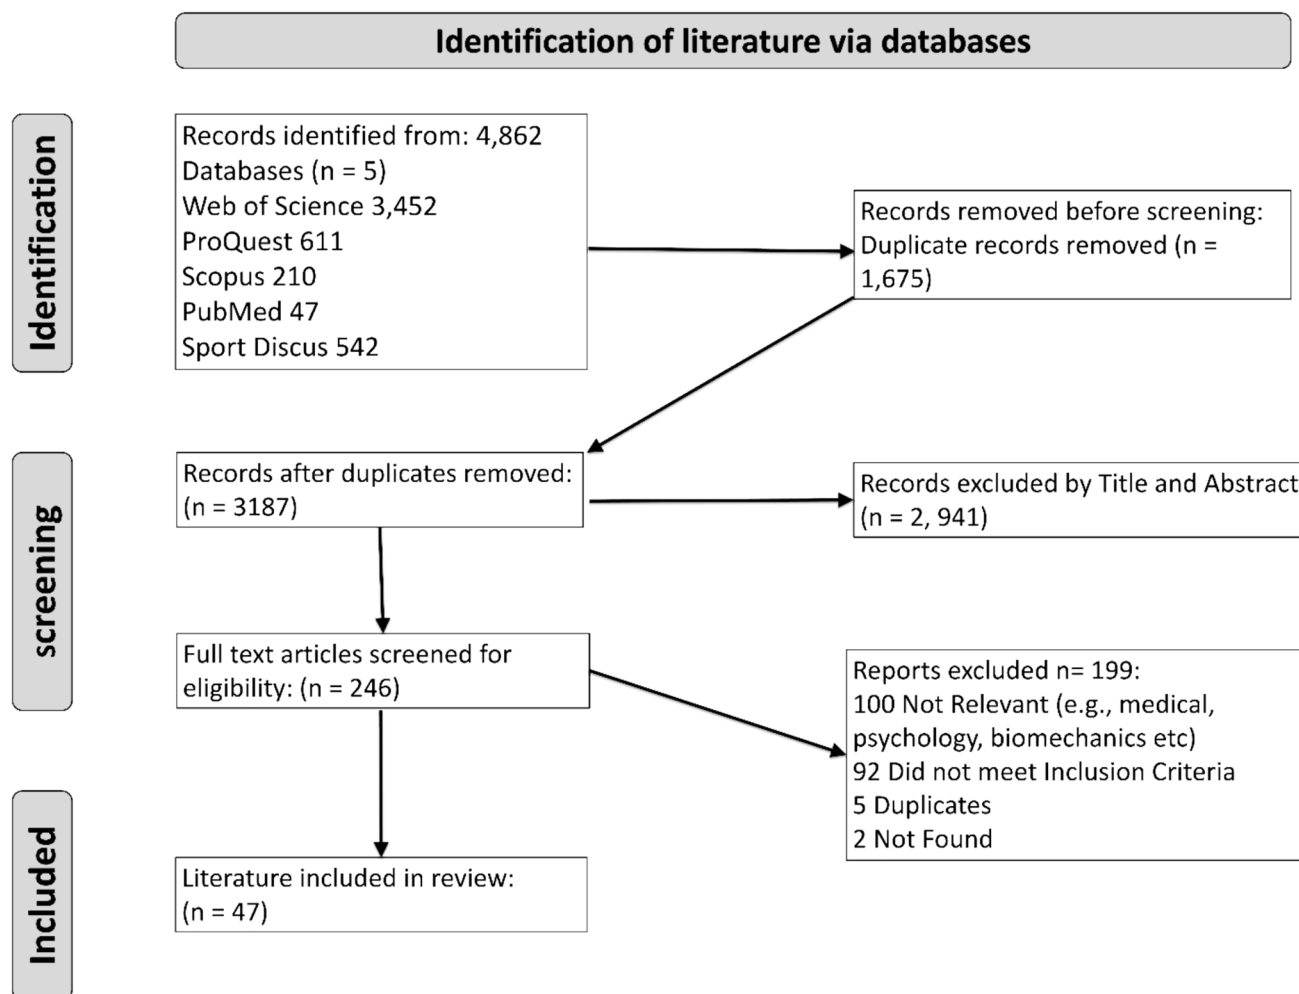 Identification of literature via databases
Identification
Records identified from: 4,862
Databases (n = 5)
Web of Science 3,452
ProQuest 611
Scopus 210
PubMed 47
Sport Discus 542
Records removed before screening:
Duplicate records removed (n =
1,675)
screening
Records after duplicates removed:
(n = 3187)
Records excluded by Title and Abstract
(n = 2, 941)
Full text articles screened for
eligibility: (n = 246)
Reports excluded n= 199:
100 Not Relevant (e.g., medical,
psychology, biomechanics etc)
92 Did not meet Inclusion Criteria
5 Duplicates
2 Not Found
Included
Literature included in review:
(n = 47)